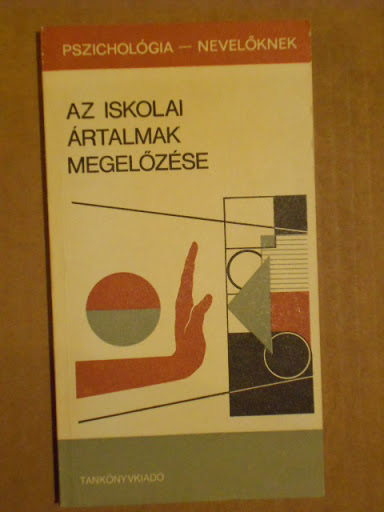 PSZICHOLÓGIA — NEVELŐKNEK
AZ ISKOLAI
ÁRTALMAK
MEGELŐZÉSE
TANKÖNYVKIADÓ